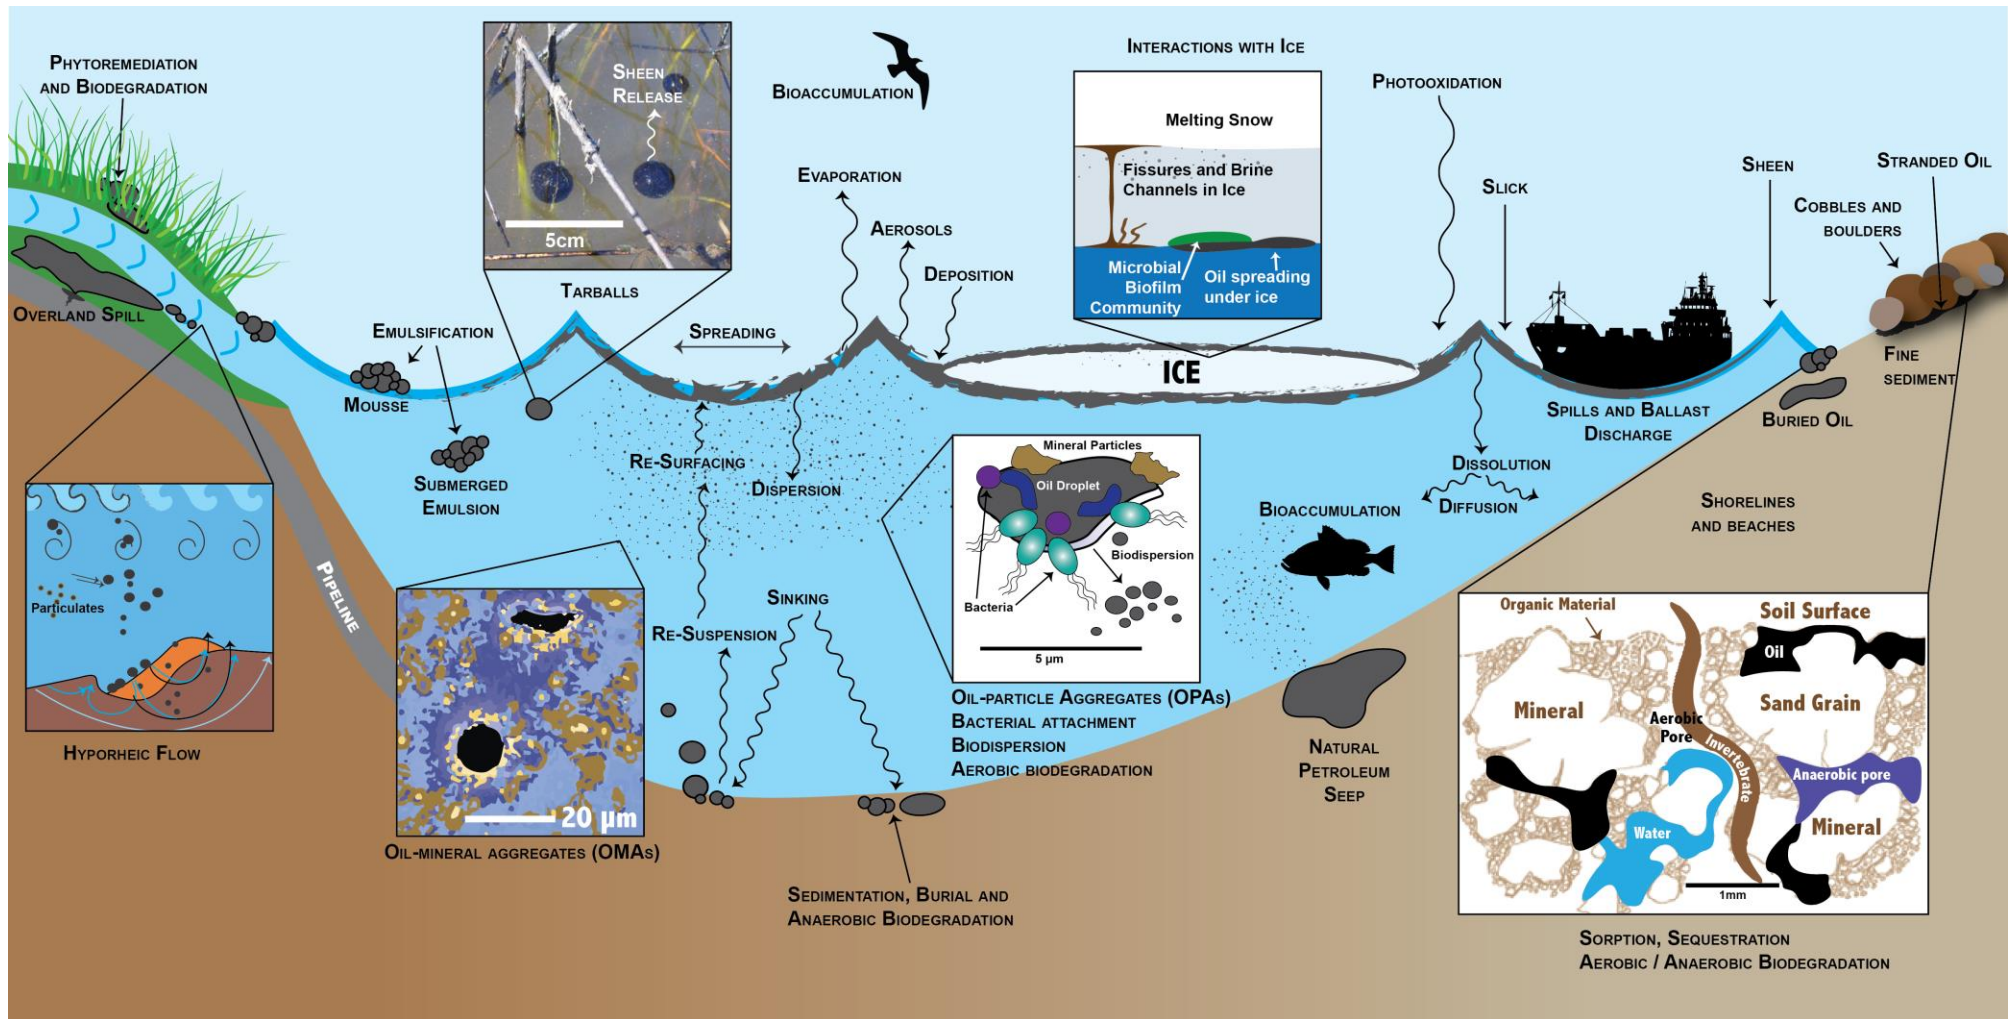 Phytoremediation
and Biodegradation
Overland Spill
Pipeline
Particulates
Hyporheic Flow
Emulsification
Mousse
Submerged
Emulsion
Sheen
Release
5cm
Tarballs
Spreading
Bioaccumulation
Evaporation
Aerosols
Deposition
Interactions with Ice
Melting Snow
Fissures and Brine
Channels in Ice
Microbial
Biofilm
Community
Oil spreading
under ice
ICE
Photooxidation
Slick
Sheen
Stranded Oil
Cobbles and
boulders
Fine
sediment
Spills and Ballast
Discharge
Buried Oil
Shorelines
and beaches
Dissolution
Diffusion
Bioaccumulation
Re-Surfacing
Dispersion
Re-Suspension
Sinking
20 µm
Oil-mineral aggregates (OMAs)
Mineral Particles
Oil Droplet
Biodispersion
Bacteria
5 µm
Oil-particle Aggregates (OPAs)
Bacterial attachment
Biodispersion
Aerobic biodegradation
Natural
Petroleum
Seep
Sedimentation, Burial and
Anaerobic Biodegradation
Organic Material
Soil Surface
Oil
Mineral
Sand Grain
Aerobic
Pore
Invertebrate
Anaerobic pore
Water
Mineral
1mm
Sorption, Sequestration
Aerobic / Anaerobic Biodegradation